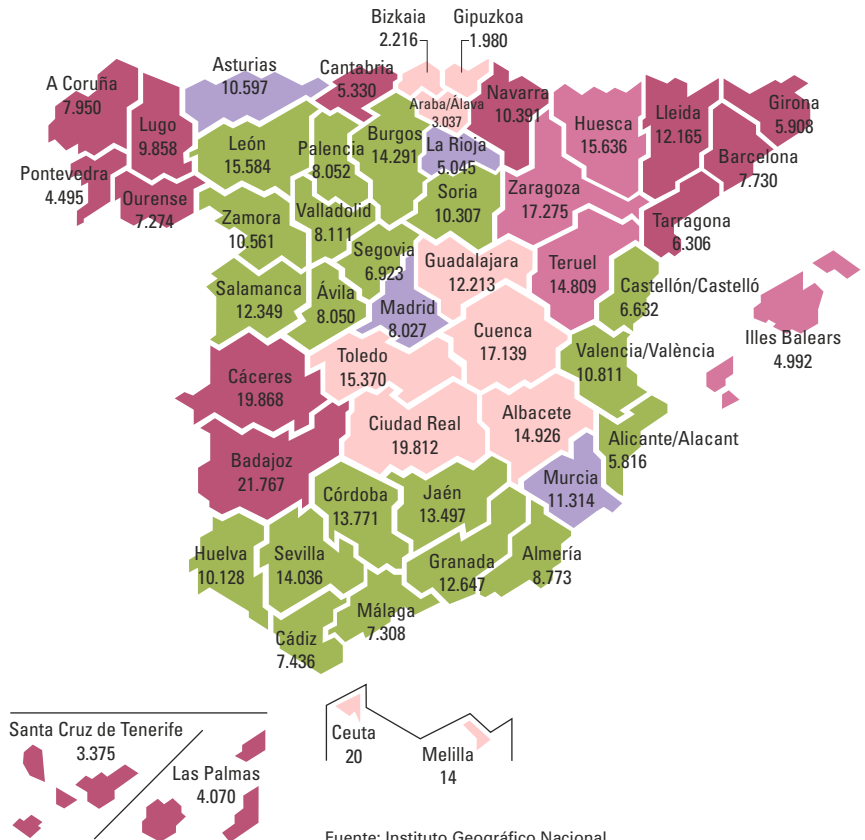 Bizkaia
2.216
Gipuzkoa
1.980
A Coruña
7.950
Lugo
9.858
Asturias
10.597
Cantabria
5.330
Araba/Álava
3.037
Navarra
10.391
Huesca
15.636
Lleida
12.165
Girona
5.908
Barcelona
7.730
Pontevedra
4.495
Ourense
7.274
León
15.584
Palencia
8.052
Burgos
14.291
La Rioja
5.045
Soria
10.307
Zaragoza
17.275
Tarragona
6.306
Zamora
10.561
Valladolid
8.111
Segovia
6.923
Guadalajara
12.213
Teruel
14.809
Castellón/Castelló
6.632
Salamanca
12.349
Ávila
8.050
Madrid
8.027
Cuenca
17.139
Illes Balears
4.992
Toledo
15.370
Valencia/València
10.811
Cáceres
19.868
Ciudad Real
19.812
Albacete
14.926
Alicante/Alacant
5.816
Badajoz
21.767
Murcia
11.314
Córdoba
13.771
Jaén
13.497
Huelva
10.128
Sevilla
14.036
Granada
12.647
Almería
8.773
Málaga
7.308
Cádiz
7.436
Santa Cruz de Tenerife
3.375
Las Palmas
4.070
Ceuta
20
Melilla
14
Fuente: Instituto Geográfico Nacional